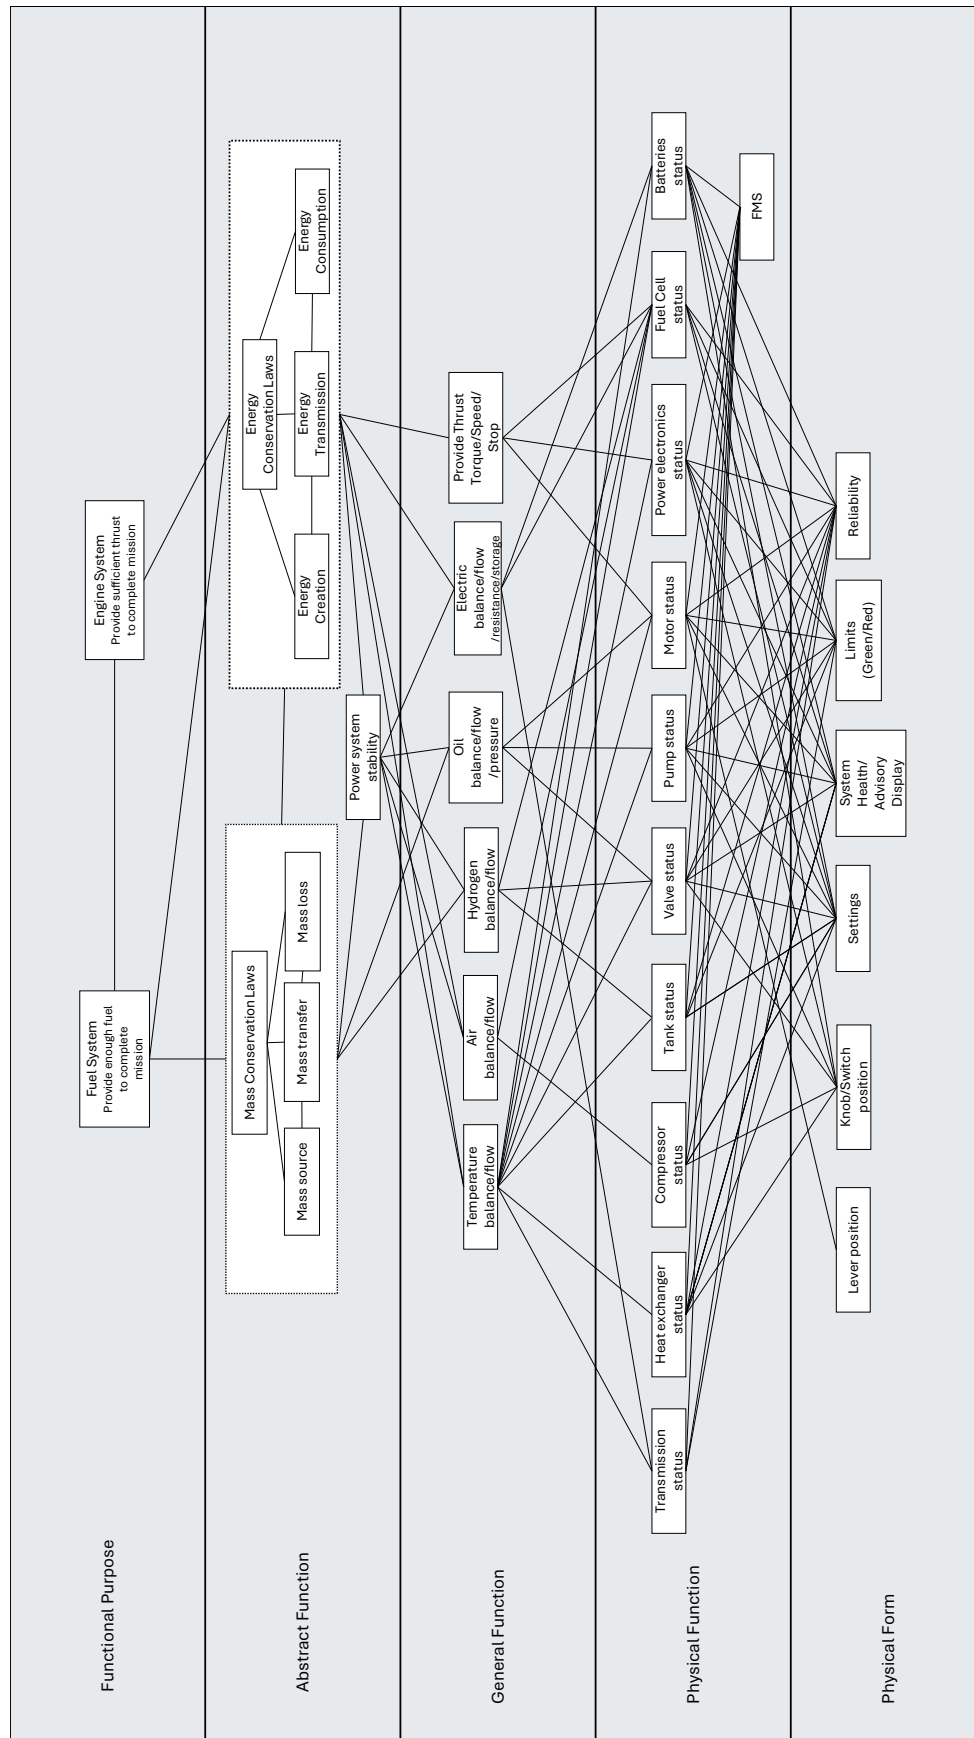 Functional Purpose
Fuel System
Provide enough fuel
to complete
mission
Engine System
Provide sufficient thrust
to complete mission
Abstract Function
Mass Conservation Laws
Mass source
Mass transfer
Mass loss
Power system
stability
Energy
Conservation Laws
Energy
Creation
Energy
Transmission
Energy
Consumption
General Function
Temperature
balance/flow
Air
balance/flow
Hydrogen
balance/flow
Oil
balance/flow
/pressure
Electric
balance/flow
/resistance/storage
Provide Thrust
Torque/Speed/
Stop
Physical Function
Transmission
status
Heat exchanger
status
Compressor
status
Tank status
Valve status
Pump status
Motor status
Power electronics
status
Fuel Cell
status
Batteries
status
FMS
Physical Form
Lever position
Knob/Switch
position
Settings
System
Health/
Advisory
Display
Limits
(Green/Red)
Reliability